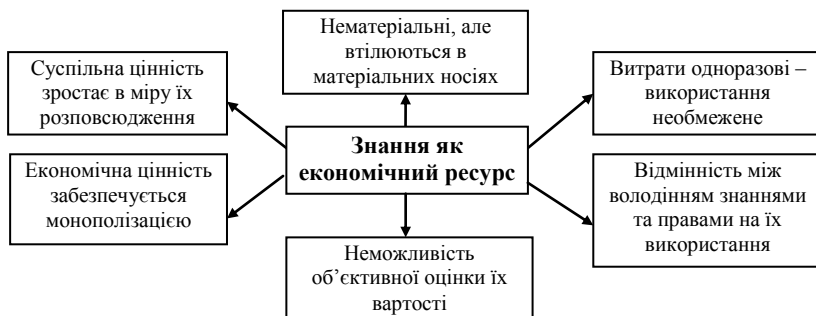 Нематеріальні, але
втілюються в
матеріальних носіях
Суспільна цінність
зростає в міру їх
розповсюдження
Витрати одноразові –
використання
необмежене
Знання як
економічний ресурс
Економічна цінність
забезпечується
монополізацією
Відмінність між
володінням знаннями
та правами на їх
використання
Неможливість
об’єктивної оцінки їх
вартості